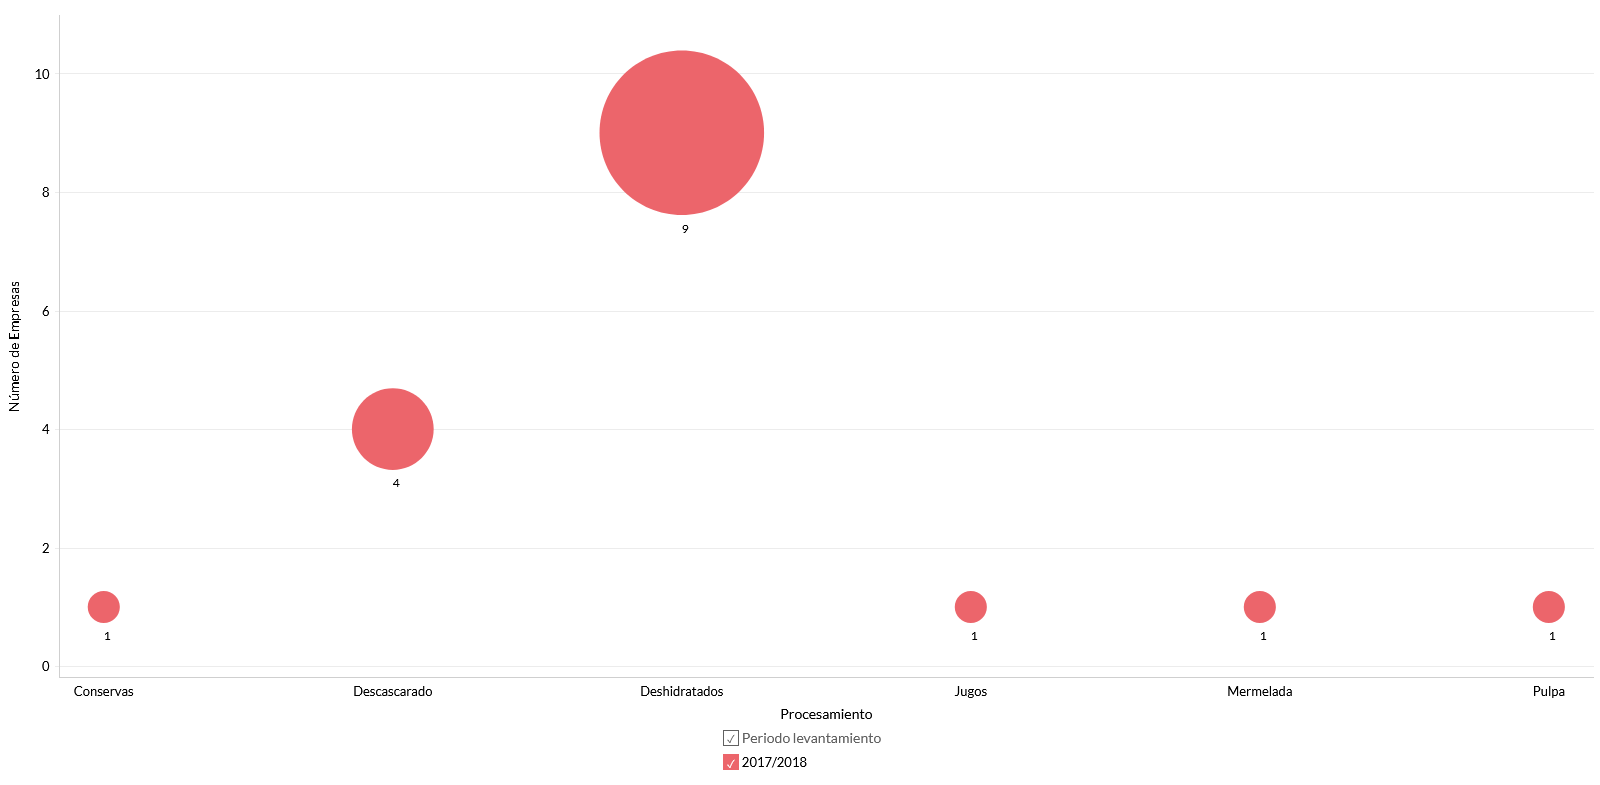 Número de Empresas
10
8
6
4
2
0
9
4
1
1
1
1
Conservas
Descascarado
Deshidratados
Jugos
Mermelada
Pulpa
Procesamiento
Periodo levantamiento
2017/2018